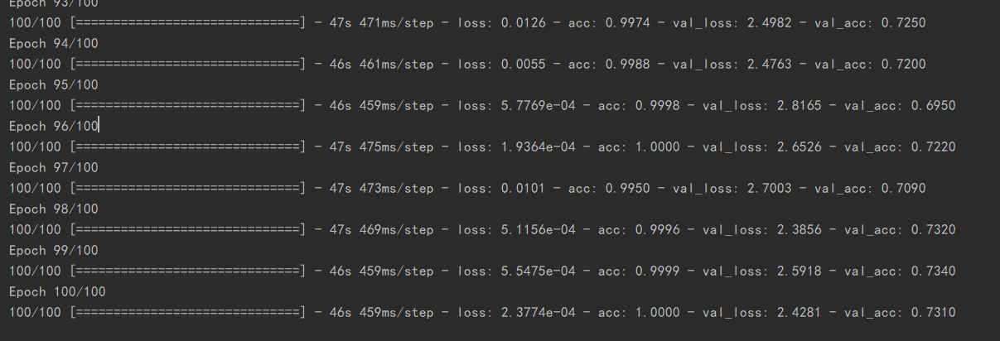 Epoch 93/100
100/100 [==============================] - 47s 471ms/step - loss: 0.0126 - acc: 0.9974 - val_loss: 2.4982 - val_acc: 0.7250
Epoch 94/100
100/100 [==============================] - 46s 461ms/step - loss: 0.0055 - acc: 0.9988 - val_loss: 2.4763 - val_acc: 0.7200
Epoch 95/100
100/100 [==============================] - 46s 459ms/step - loss: 5.7769e-04 - acc: 0.9998 - val_loss: 2.8165 - val_acc: 0.6950
Epoch 96/100
100/100 [==============================] - 47s 475ms/step - loss: 1.9364e-04 - acc: 1.0000 - val_loss: 2.6526 - val_acc: 0.7220
Epoch 97/100
100/100 [==============================] - 47s 473ms/step - loss: 0.0101 - acc: 0.9950 - val_loss: 2.7003 - val_acc: 0.7090
Epoch 98/100
100/100 [==============================] - 47s 469ms/step - loss: 5.1156e-04 - acc: 0.9996 - val_loss: 2.3856 - val_acc: 0.7320
Epoch 99/100
100/100 [==============================] - 46s 459ms/step - loss: 5.5475e-04 - acc: 0.9999 - val_loss: 2.5918 - val_acc: 0.7340
Epoch 100/100
100/100 [==============================] - 46s 459ms/step - loss: 2.3774e-04 - acc: 1.0000 - val_loss: 2.4281 - val_acc: 0.7310